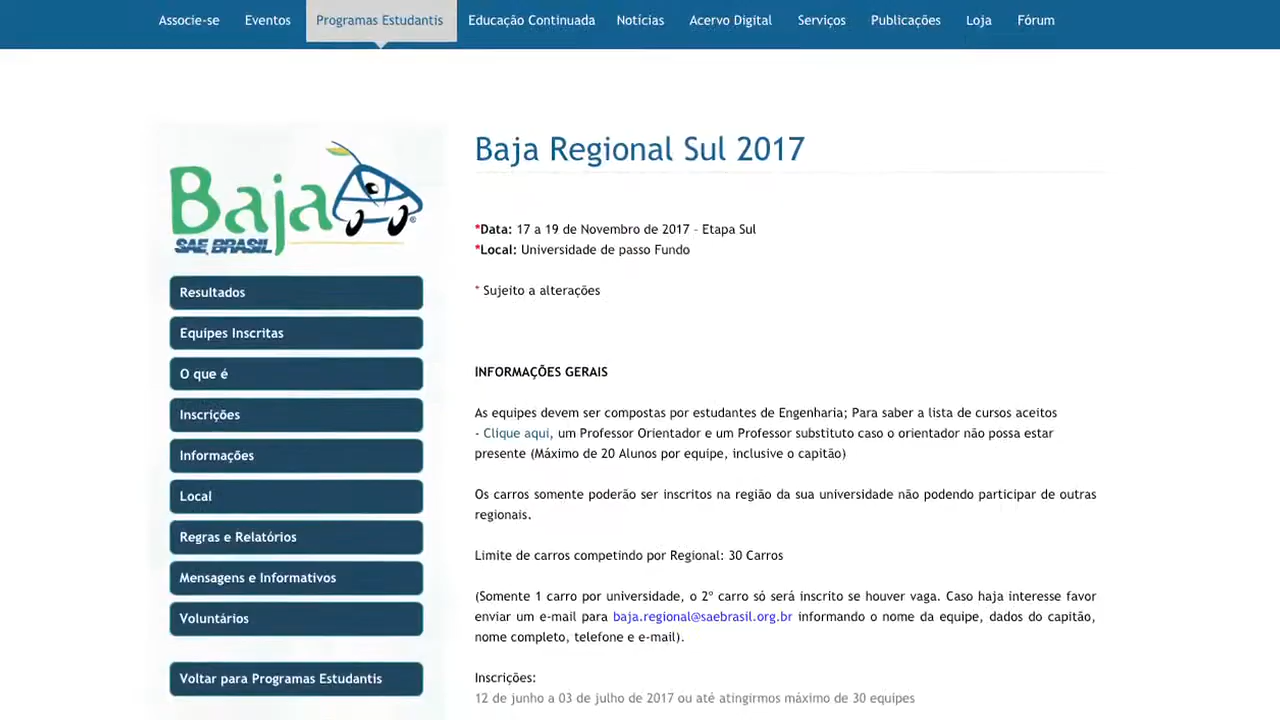 Associe-se Eventos Programas Estudantis Educação Continuada Notícias Acervo Digital Serviços Publicações Loja Fórum
Baja
SAE BRASIL
Resultados
Equipes Inscritas
O que é
Inscrições
Informações
Local
Regras e Relatórios
Mensagens e Informativos
Voluntários
Voltar para Programas Estudantis
Baja Regional Sul 2017
*Data: 17 a 19 de Novembro de 2017 – Etapa Sul
*Local: Universidade de passo Fundo
* Sujeito a alterações
INFORMAÇÕES GERAIS
As equipes devem ser compostas por estudantes de Engenharia; Para saber a lista de cursos aceitos
- Clique aqui, um Professor Orientador e um Professor substituto caso o orientador não possa estar
presente (Máximo de 20 Alunos por equipe, inclusive o capitão)
Os carros somente poderão ser inscritos na região da sua universidade não podendo participar de outras
regionais.
Limite de carros competindo por Regional: 30 Carros
(Somente 1 carro por universidade, o 2º carro só será inscrito se houver vaga. Caso haja interesse favor
enviar um e-mail para baja.regional@saebrasil.org.br informando o nome da equipe, dados do capitão,
nome completo, telefone e e-mail).
Inscrições:
12 de junho a 03 de julho de 2017 ou até atingirmos máximo de 30 equipes